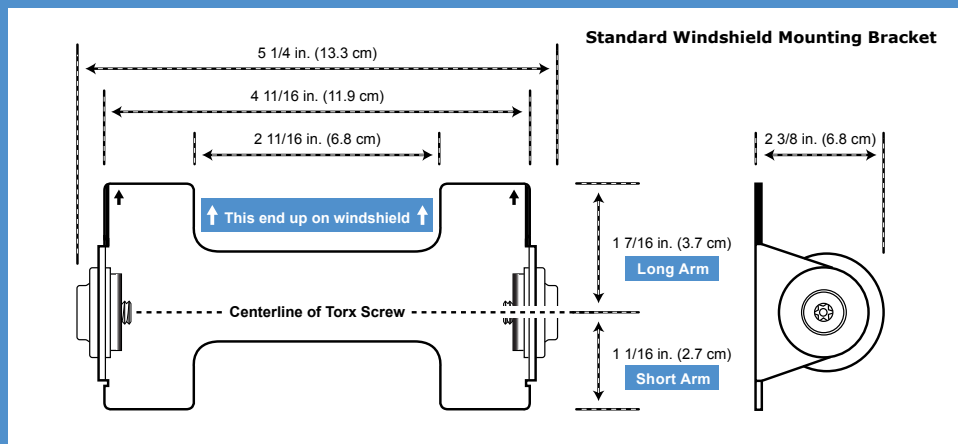 Standard Windshield Mounting Bracket
5 1/4 in. (13.3 cm)
4 11/16 in. (11.9 cm)
2 11/16 in. (6.8 cm)
2 3/8 in. (6.8 cm)
This end up on windshield
1 7/16 in. (3.7 cm)
Long Arm
Centerline of Torx Screw
1 1/16 in. (2.7 cm)
Short Arm